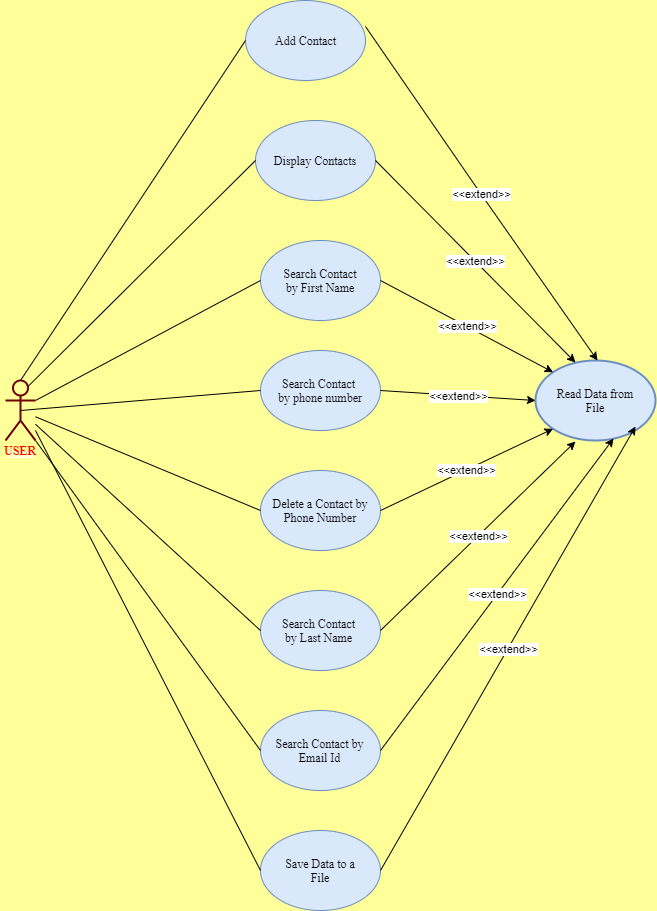 Add Contact
Display Contacts
<<extend>>
<<extend>>
Search Contact
by First Name
<<extend>>
Search Contact
by phone number
<<extend>>
Read Data from
File
USER
<<extend>>
Delete a Contact by
Phone Number
<<extend>>
Search Contact
by Last Name
<<extend>>
<<extend>>
Search Contact by
Email Id
Save Data to a
File